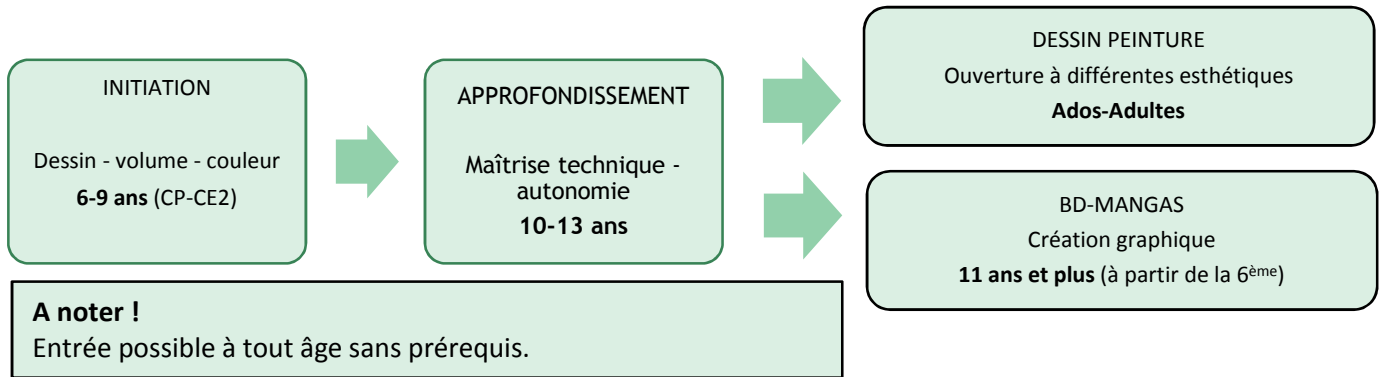 INITIATION
Dessin - volume - couleur
6-9 ans (CP-CE2)
APPROFONDISSEMENT
Maîtrise technique -
autonomie
10-13 ans
DESSIN PEINTURE
Ouverture à différentes esthétiques
Ados-Adultes
BD-MANGAS
Création graphique
11 ans et plus (à partir de la 6ème)
A noter !
Entrée possible à tout âge sans prérequis.